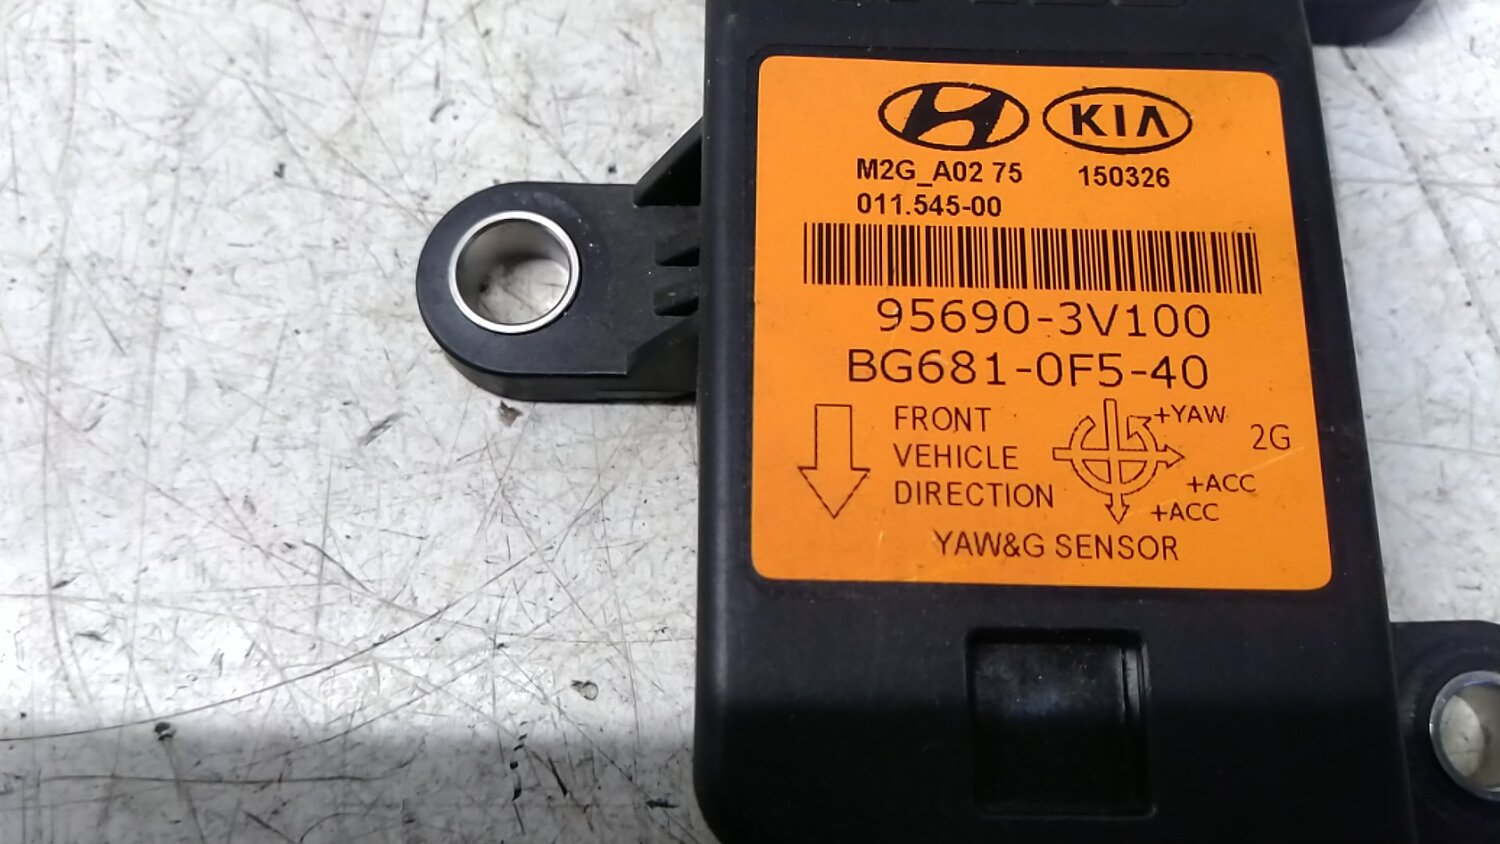 KIA
M2G_A02 75
150326
011.545-00
95690-3V100
BG681-0F5-40
FRONT
VEHICLE
DIRECTION
+YAW
2G
+ACC
+ACC
YAW&G SENSOR